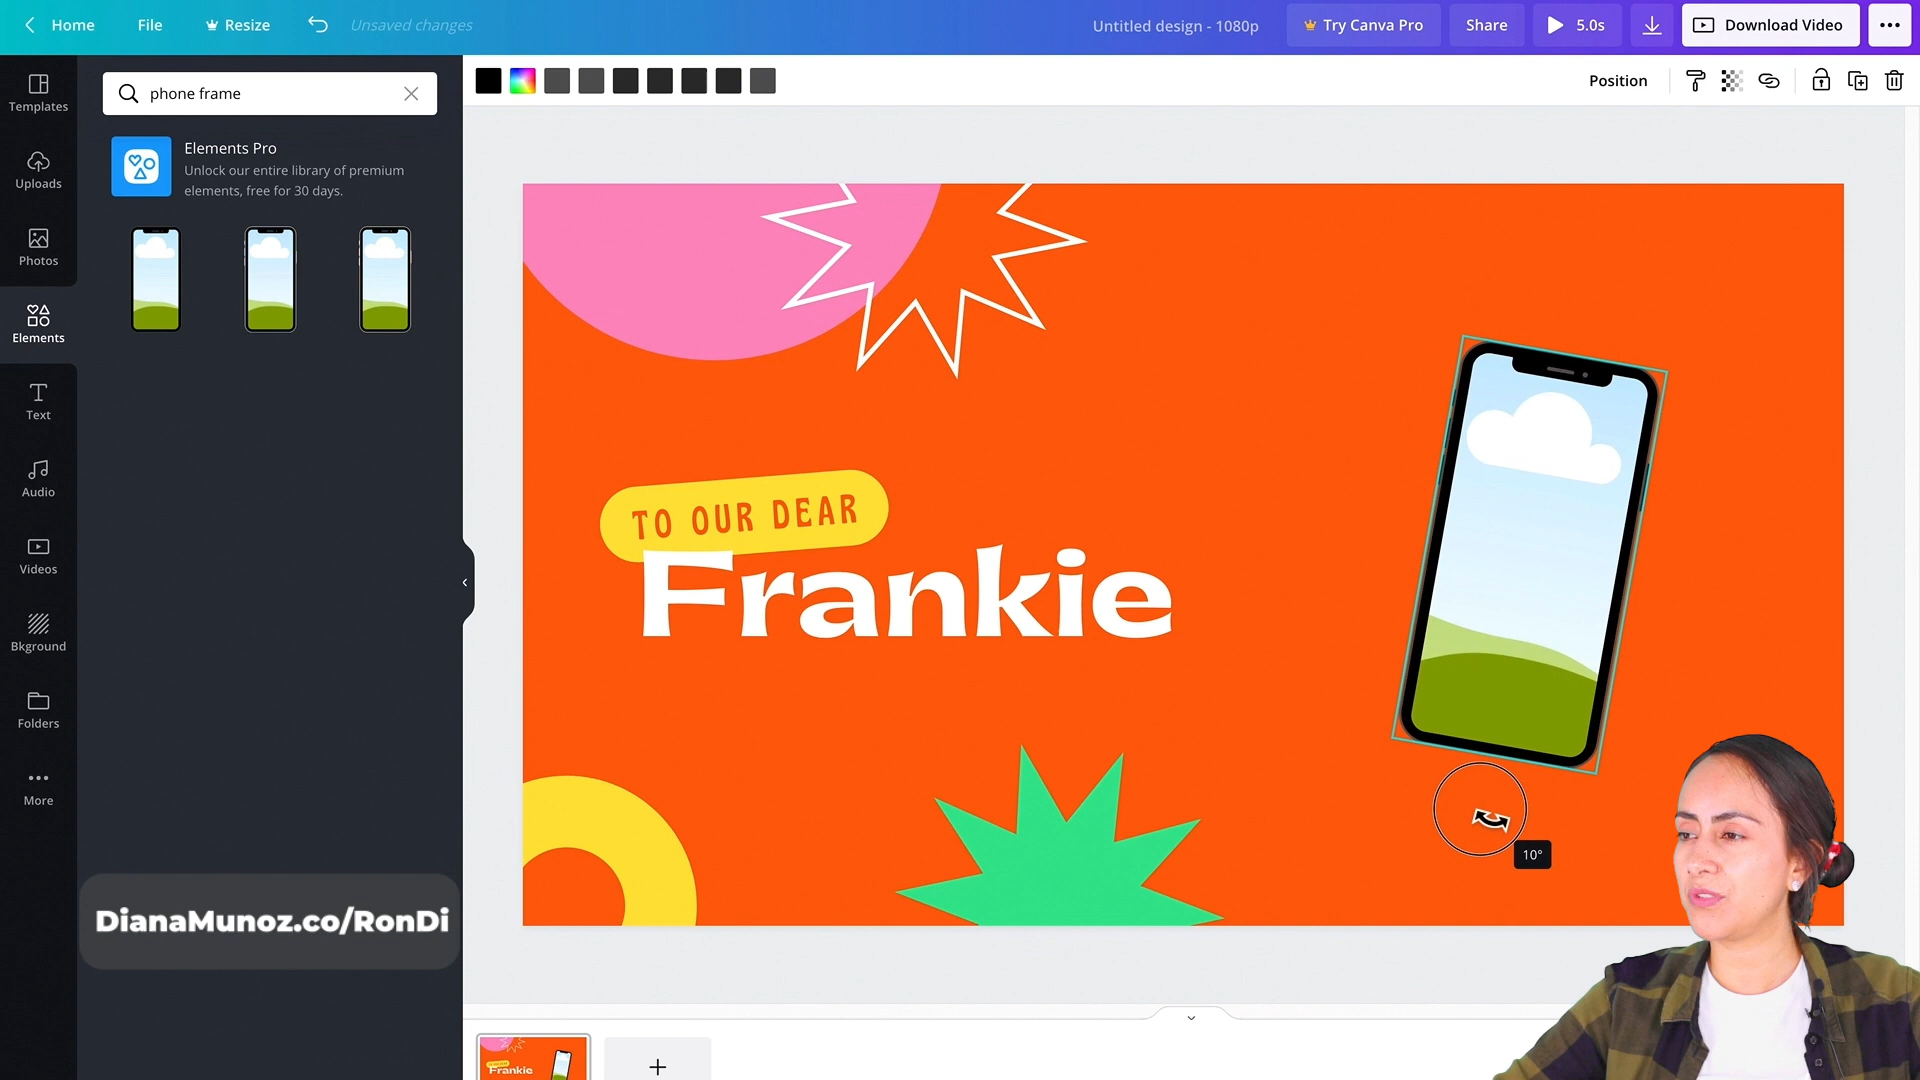 Home
File
Resize
Unsaved changes
Untitled design - 1080p
Try Canva Pro
Share
5.0s
Download Video
Templates
Uploads
Photos
Elements
Text
Audio
Videos
Bkground
Folders
More
phone frame
Elements Pro
Unlock our entire library of premium
elements, free for 30 days.
Position
TO OUR DEAR
Frankie
10°
DianaMunoz.co/RonDi
Frankie